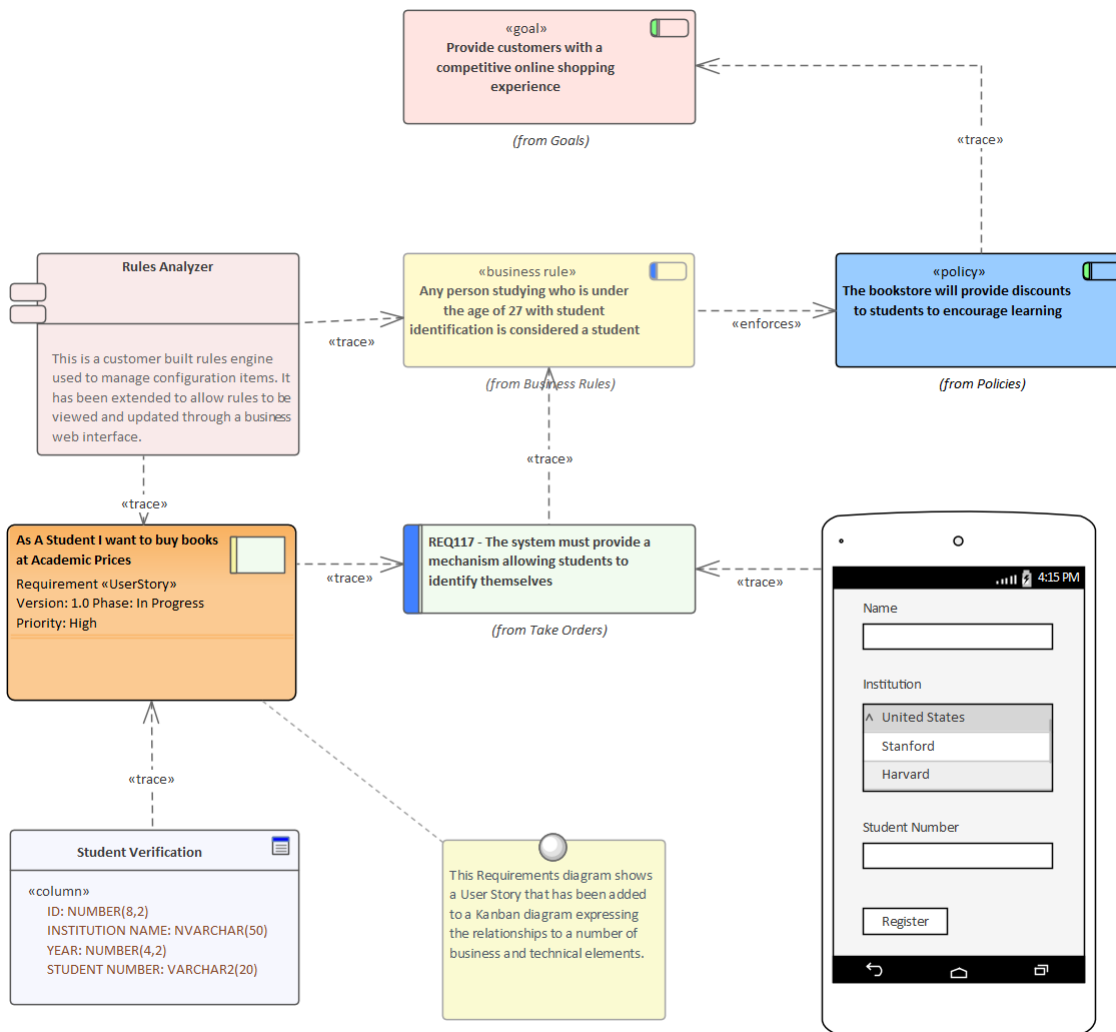 «goal»
Provide customers with a
competitive online shopping
experience
(from Goals)
«trace»
Rules Analyzer
This is a customer built rules engine
used to manage configuration items. It
has been extended to allow rules to be
viewed and updated through a business
web interface.
«trace»
«business rule»
Any person studying who is under
the age of 27 with student
identification is considered a student
(from Business Rules)
«enforces»
«policy»
The bookstore will provide discounts
to students to encourage learning
(from Policies)
«trace»
«trace»
As A Student I want to buy books
at Academic Prices
Requirement «UserStory»
Version: 1.0 Phase: In Progress
Priority: High
«trace»
REQ117 - The system must provide a
mechanism allowing students to
identify themselves
(from Take Orders)
«trace»
4:15 PM
Name
Institution
^ United States
Stanford
Harvard
Student Number
Register
«trace»
Student Verification
«column»
ID: NUMBER(8,2)
INSTITUTION NAME: NVARCHAR(50)
YEAR: NUMBER(4,2)
STUDENT NUMBER: VARCHAR2(20)
This Requirements diagram shows
a User Story that has been added
to a Kanban diagram expressing
the relationships to a number of
business and technical elements.